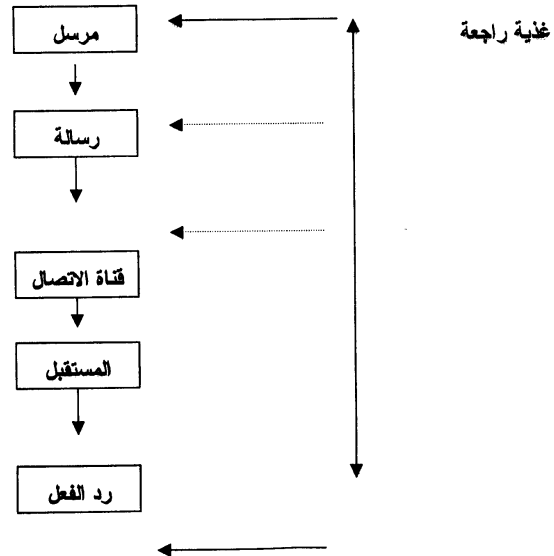 غذية راجعة
مرسل
رسالة
قناة الاتصال
المستقبل
رد الفعل